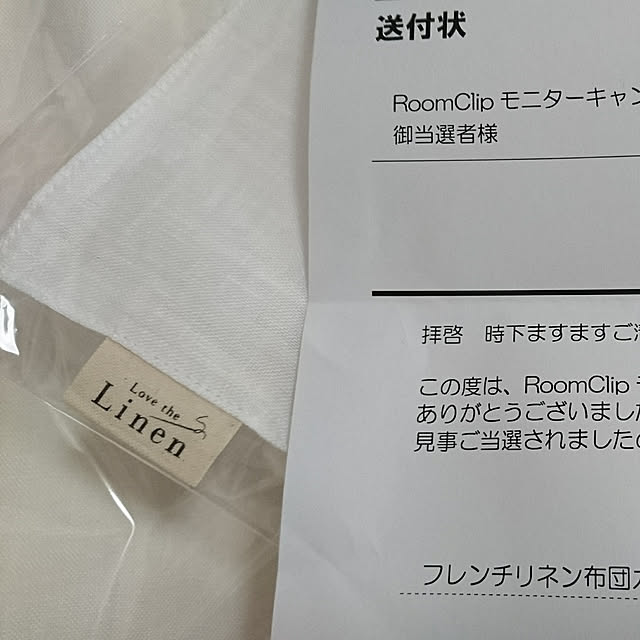 送付状
RoomClip モニターキャン
御当選者様
拝啓　時下ますますご
この度は、RoomClip
ありがとうございまし
見事ご当選されました
フレンチリネン布団
Love the
Linen